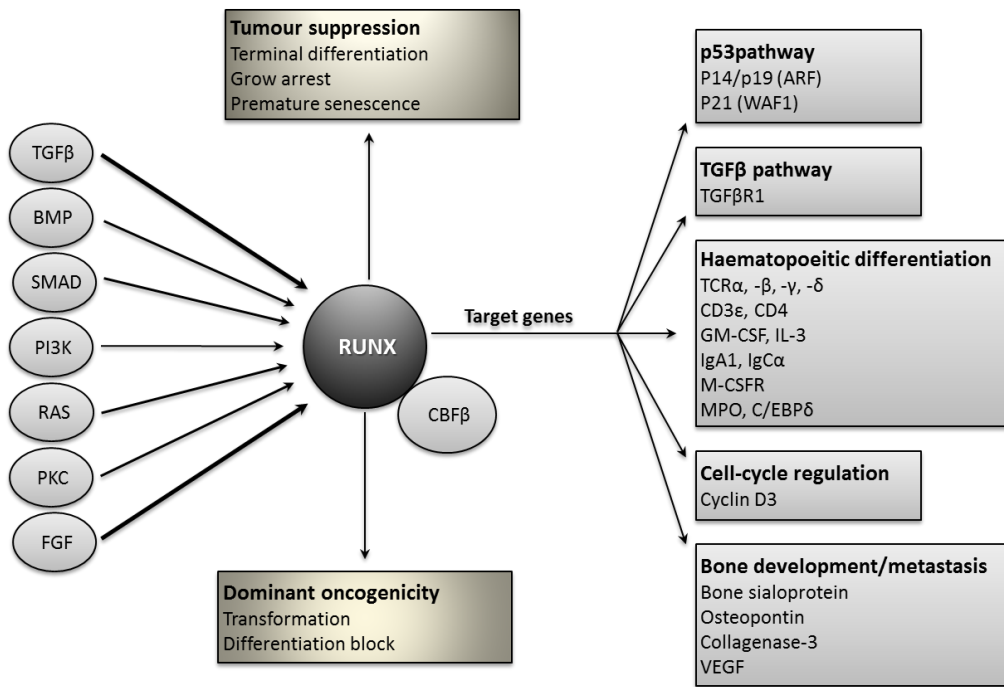 Tumour suppression
Terminal differentiation
Grow arrest
Premature senescence
TGFβ
BMP
SMAD
PI3K
RAS
PKC
FGF
RUNX
CBFβ
Target genes
Dominant oncogenicity
Transformation
Differentiation block
p53pathway
P14/p19 (ARF)
P21 (WAF1)
TGFβ pathway
TGFβR1
Haematopoeitic differentiation
TCRα, -β, -γ, -δ
CD3ε, CD4
GM-CSF, IL-3
IgA1, IgCα
M-CSFR
MPO, C/EBPδ
Cell-cycle regulation
Cyclin D3
Bone development/metastasis
Bone sialoprotein
Osteopontin
Collagenase-3
VEGF